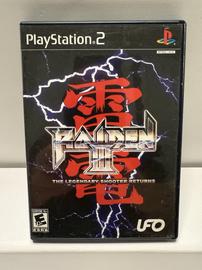 PlayStation 2
雷電
RAIDEN III
THE LEGENDARY SHOOTER RETURNS
E
UFO